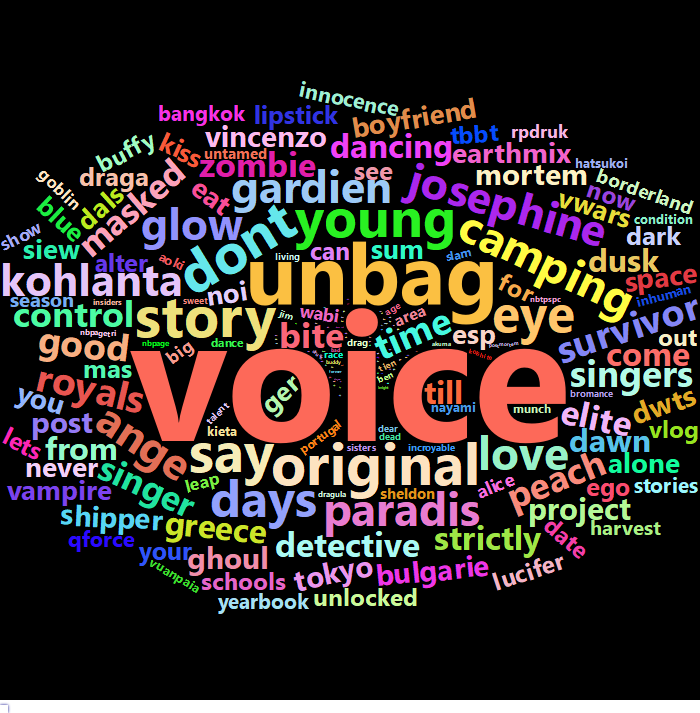 innocence
bangkok
lipstick
boyfriend
buffy
kiss
vincenzo
dancing
tbbt
rpdruk
untamed
zombie
earthmix
hatsukoi
goblin
draga
masked
see
mortem
borderland
eat
gardien
josephine
now
dals
blue
glow
dont
young
vwars
condition
show
siew
alter
aoki
living
can
sum
camping
slam
dark
dusk
kohlanta
noi
unbag
for
space
season
insiders
sweet
jim
wabi
age
area
nbtpspc
inhuman
control
story
bite
time
esp
eye
survivor
out
good
nbpagetri
nbpage
dance
drag
race
buddy
akuma
come
mas
big
voice
tien
ben
singers
royals
ger
till
bromance
you
ange
talent
nayami
munch
elite
dwts
post
kieta
portugal
dear
dead
vlog
lets
from
say
sisters
incroyable
love
dawn
never
singer
leap
original
alice
peach
alone
vampire
days
dragula
sheldon
ego
stories
shipper
greece
paradis
project
harvest
qforce
your
detective
strictly
date
vuanpaia
ghoul
schools
tokyo
bulgarie
lucifer
yearbook
unlocked